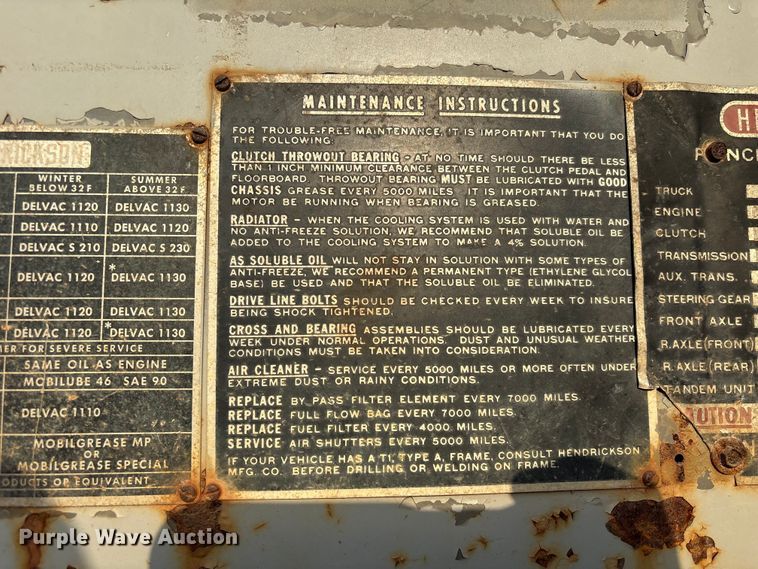 RICKSON
WINTER
BELOW 32 F
SUMMER
ABOVE 32 F
DELVAC 1120 DELVAC 1130
DELVAC 1110 DELVAC 1120
DELVAC S 210 DELVAC S 230
DELVAC 1120 *DELVAC 1130
DELVAC 1120 DELVAC 1130
DELVAC 1120 *DELVAC 1130
FOR SEVERE SERVICE
SAME OIL AS ENGINE
MOBILUBE 46 SAE 90
DELVAC 1110
MOBILGREASE MP
OR
MOBILGREASE SPECIAL
ODUCTS OR EQUIVALENT
MAINTENANCE INSTRUCTIONS
FOR TROUBLE-FREE MAINTENANCE, IT IS IMPORTANT THAT YOU DO
THE FOLLOWING:
CLUTCH THROWOUT BEARING - AT NO TIME SHOULD THERE BE LESS
THAN 1 INCH MINIMUM CLEARANCE BETWEEN THE CLUTCH PEDAL AND
FLOORBOARD. THROWOUT BEARING MUST BE LUBRICATED WITH GOOD
CHASSIS GREASE EVERY 5000 MILES. IT IS IMPORTANT THAT THE
MOTOR BE RUNNING WHEN BEARING IS GREASED.
RADIATOR - WHEN THE COOLING SYSTEM IS USED WITH WATER AND
NO ANTI-FREEZE SOLUTION, WE RECOMMEND THAT SOLUBLE OIL BE
ADDED TO THE COOLING SYSTEM TO MAKE A 4% SOLUTION.
AS SOLUBLE OIL WILL NOT STAY IN SOLUTION WITH SOME TYPES OF
ANTI-FREEZE, WE RECOMMEND A PERMANENT TYPE (ETHYLENE GLYCOL
BASE) BE USED AND THAT THE SOLUBLE OIL BE ELIMINATED.
DRIVE LINE BOLTS SHOULD BE CHECKED EVERY WEEK TO INSURE
BEING SHOCK TIGHTENED.
CROSS AND BEARING ASSEMBLIES SHOULD BE LUBRICATED EVERY
WEEK UNDER NORMAL OPERATIONS. DUST AND UNUSUAL WEATHER
CONDITIONS MUST BE TAKEN INTO CONSIDERATION.
AIR CLEANER - SERVICE EVERY 5000 MILES OR MORE OFTEN UNDER
EXTREME DUST OR RAINY CONDITIONS.
REPLACE BY PASS FILTER ELEMENT EVERY 7000 MILES.
REPLACE FULL FLOW BAG EVERY 7000 MILES.
REPLACE FUEL FILTER EVERY 4000 MILES.
SERVICE AIR SHUTTERS EVERY 5000 MILES.
IF YOUR VEHICLE HAS A T1, TYPE A, FRAME, CONSULT HENDRICKSON
MFG. CO. BEFORE DRILLING OR WELDING ON FRAME.
TRUCK
ENGINE
CLUTCH
TRANSMISSION
AUX. TRANS.
STEERING GEAR
FRONT AXLE
R.AXLE (FRONT)
R. AXLE (REAR)
TANDEM UNIT
CAUTION
Purple Wave Auction